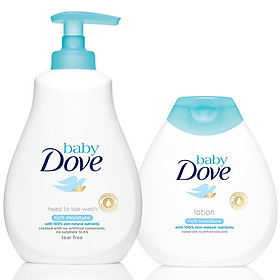 baby
Dove
head to toe wash
rich moisture
with 100% skin-natural nutrients
created with no artificial colourants,
no sulphate SLES
tear free
baby
Dove
lotion
rich moisture
with 100% skin-natural nutrients
created with no artificial colourants